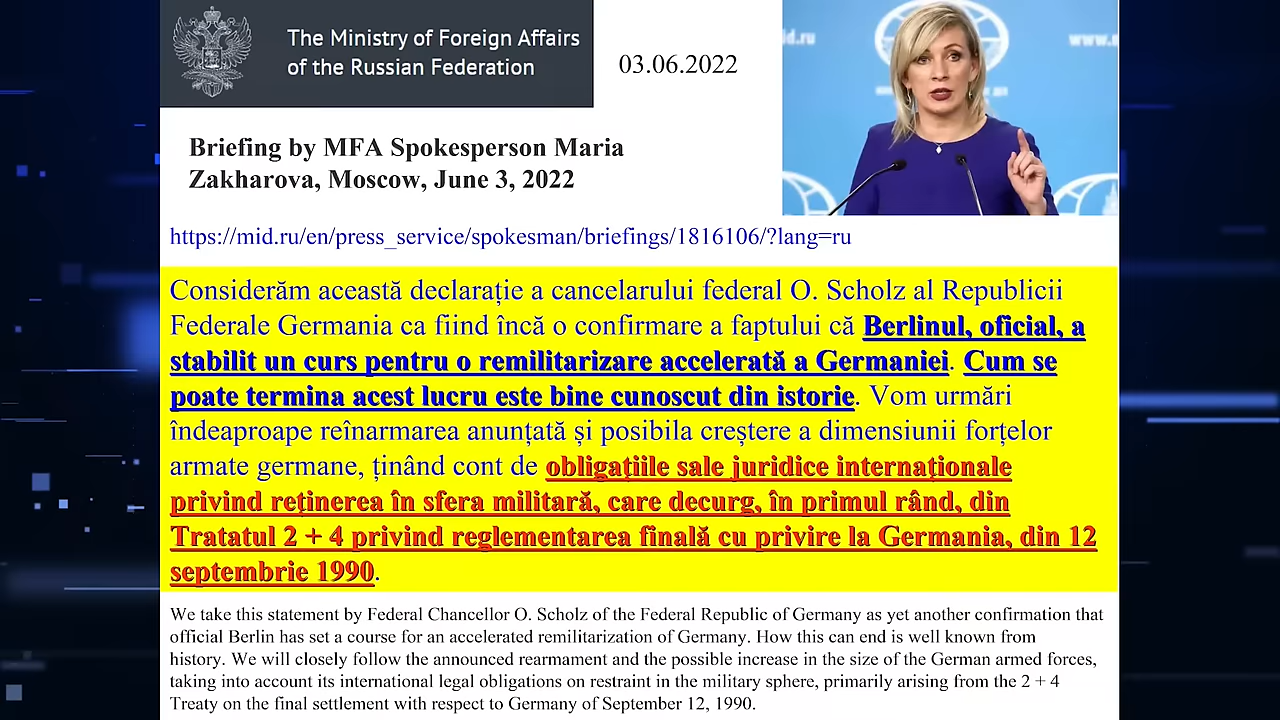 The Ministry of Foreign Affairs
of the Russian Federation
03.06.2022
rid.ru
www.m
Briefing by MFA Spokesperson Maria
Zakharova, Moscow, June 3, 2022
https://mid.ru/en/press_service/spokesman/briefings/1816106/?lang=ru
Considerăm această declarație a cancelarului federal O. Scholz al Republicii
Federale Germania ca fiind încă o confirmare a faptului că Berlinul, oficial, a
stabilit un curs pentru o remilitarizare accelerată a Germaniei. Cum se
poate termina acest lucru este bine cunoscut din istorie. Vom urmări
îndeaproape reînarmarea anunțată și posibila creștere a dimensiunii forțelor
armate germane, ținând cont de obligațiile sale juridice internaționale
privind reținerea în sfera militară, care decurg, în primul rând, din
Tratatul 2 + 4 privind reglementarea finală cu privire la Germania, din 12
septembrie 1990.
We take this statement by Federal Chancellor O. Scholz of the Federal Republic of Germany as yet another confirmation that
official Berlin has set a course for an accelerated remilitarization of Germany. How this can end is well known from
history. We will closely follow the announced rearmament and the possible increase in the size of the German armed forces,
taking into account its international legal obligations on restraint in the military sphere, primarily arising from the 2 + 4
Treaty on the final settlement with respect to Germany of September 12, 1990.